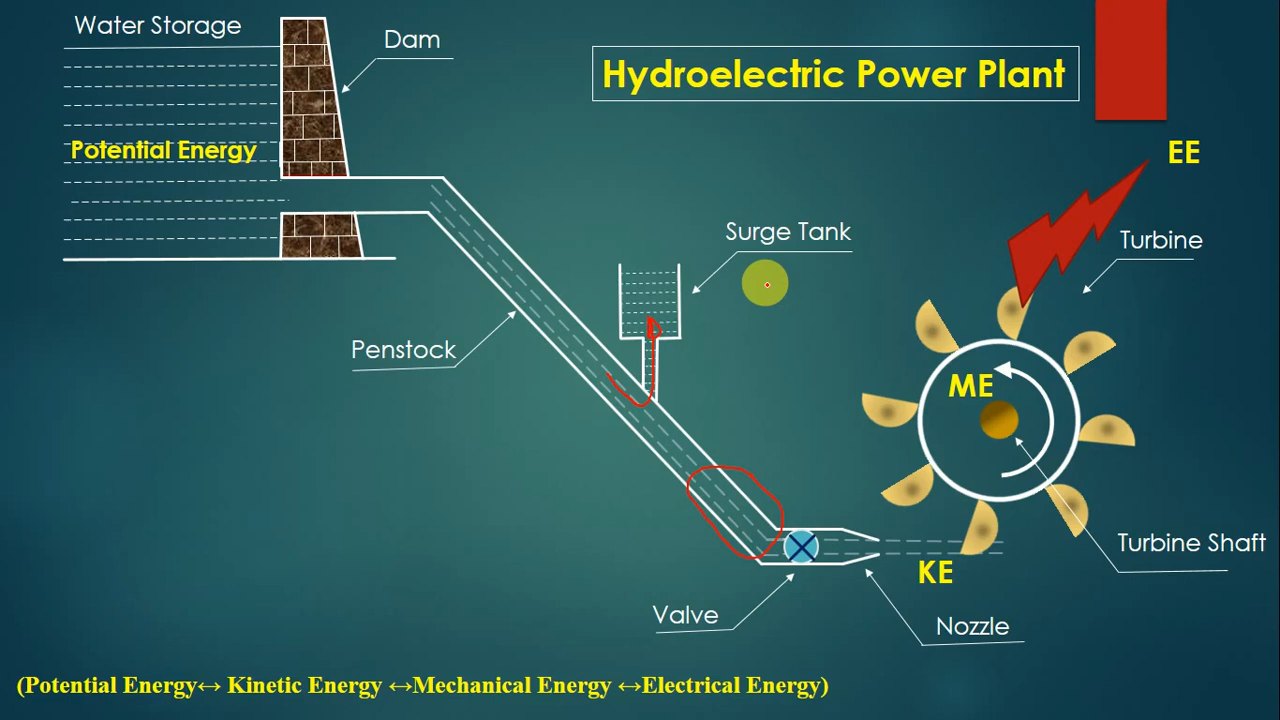 Water Storage
Dam
Hydroelectric Power Plant
Potential Energy
EE
Surge Tank
Turbine
Penstock
ME
Turbine Shaft
KE
Valve
Nozzle
(Potential Energy↔ Kinetic Energy ↔Mechanical Energy ↔Electrical Energy)